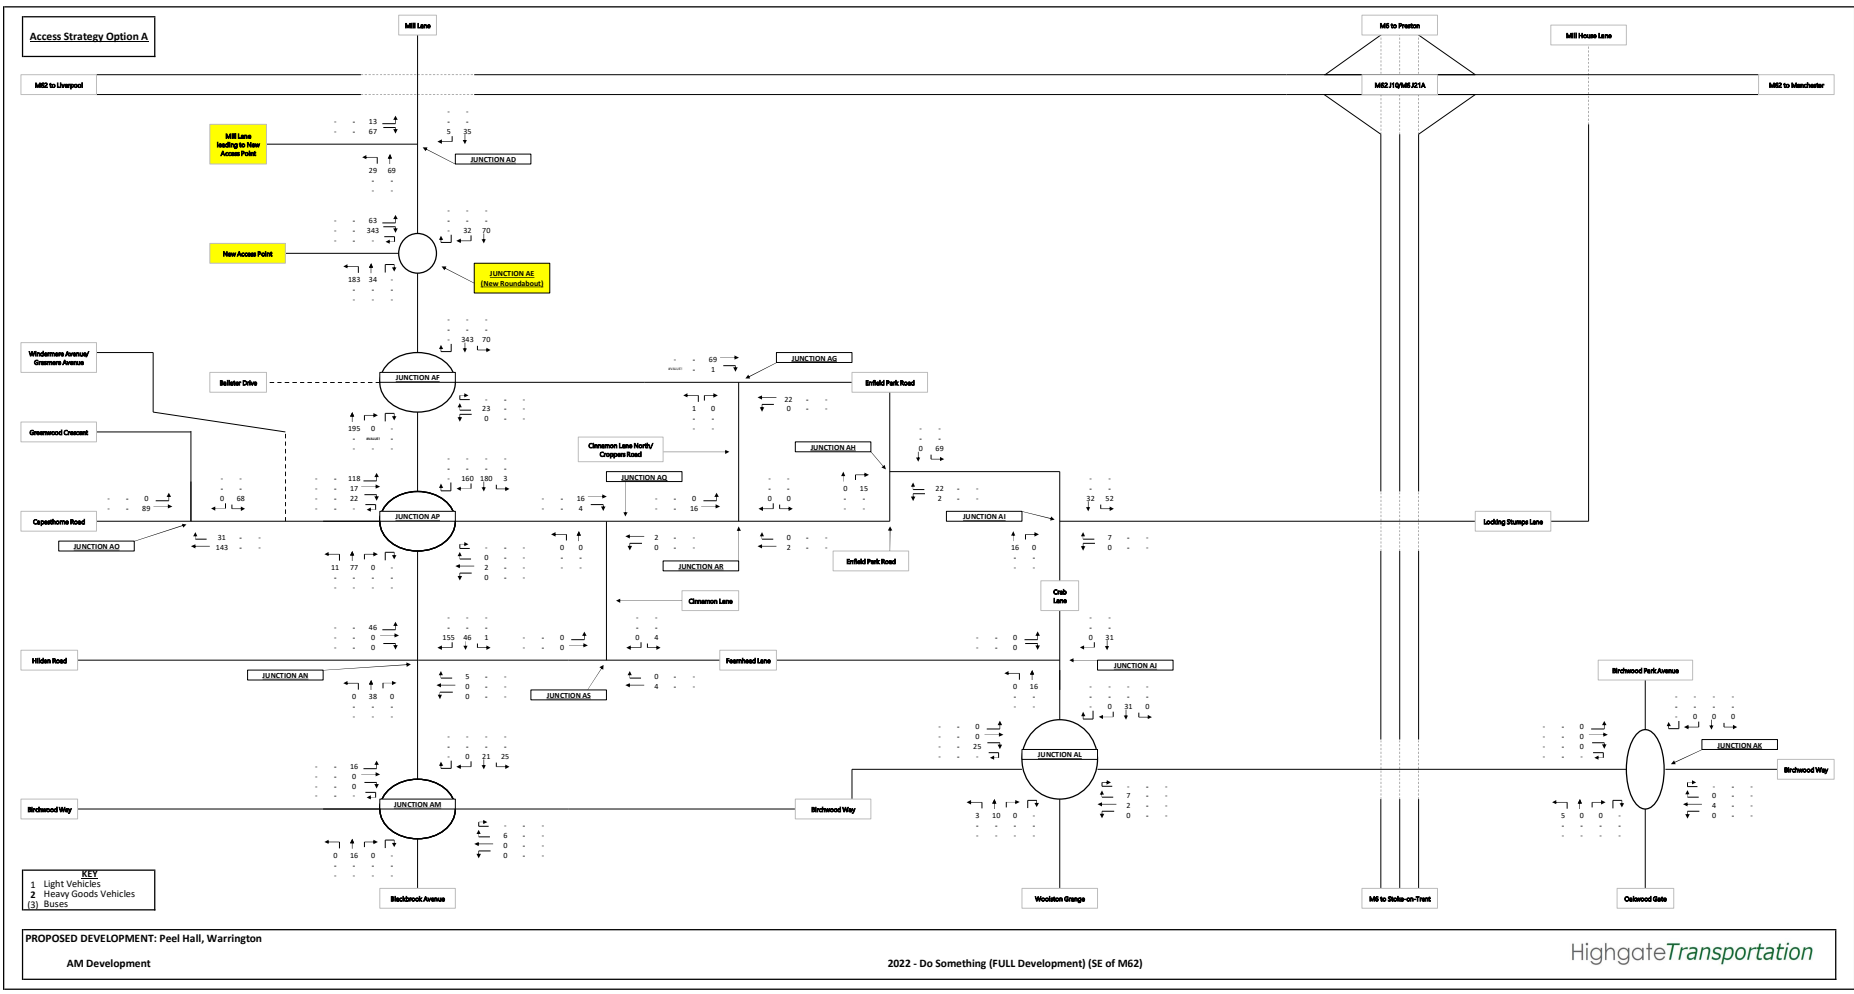 Access Strategy Option A
Mill Lane
M6 to Preston
Mill House Lane
M62 to Liverpool
M62 J10/M6 J21A
M62 to Manchester
- - -
- - 13
- - 67
- -
- -
5 35
Mill Lane
leading to New
Access Point
JUNCTION AD
29 69
- -
- -
- - 63
- - 343
- - -
- - -
- - -
- 32 70
New Access Point
JUNCTION AE
(New Roundabout)
183 34 -
- - -
- - -
- - -
- - -
- 343 70
Windermere Avenue/
Grasmere Avenue
Ballater Drive
JUNCTION AF
- - 69
- 1
JUNCTION AG
Enfield Park Road
- - -
23 - -
0 - -
195 0 -
1 0
- -
- -
22 - -
0 - -
Greenwood Crescent
Cinnamon Lane North/
Croppers Road
JUNCTION AH
- -
- -
0 69
JUNCTION AQ
- - 118
- - 17
- - 22
- - - -
- - - -
- 160 180 3
- - 0
- - 89
- -
- -
0 68
- - 16
- - 4
- - 0
- - 16
- -
- -
0 0
0 15
- -
- -
22 - -
2 - -
- -
- -
32 52
Capesthorne Road
JUNCTION AP
JUNCTION AI
Locking Stumps Lane
JUNCTION AO
31 - -
143 - -
11 77 0 -
- - - -
- - - -
- - -
0 - -
2 - -
0 - -
0 0
- -
- -
2 - -
0 - -
JUNCTION AR
0 - -
2 - -
Enfield Park Road
16 0
- -
- -
7 - -
0 - -
Cinnamon Lane
Crab
Lane
- - 46
- - 0
- - 0
- - -
- - -
155 46 1
- - 0
- - 0
- -
- -
0 4
- - 0
- - 0
- -
- -
0 31
Hilden Road
Fearnhead Lane
JUNCTION AJ
JUNCTION AN
0 38 0
- - -
- - -
5 - -
0 - -
0 - -
JUNCTION AS
0 - -
4 - -
0 16
- -
- -
Birchwood Park Avenue
- - - -
- - - -
- 0 21 25
- - 16
- - 0
- - 0
- - 0
- - 0
- - 25
- - - -
- - - -
- 0 31 0
- - 0
- - 0
- - 0
- - - -
- - - -
- 0 0 0
JUNCTION AL
JUNCTION AK
Birchwood Way
JUNCTION AM
Birchwood Way
Birchwood Way
0 16 0 -
- - - -
- - - -
- - -
6 - -
0 - -
0 - -
3 10 0 -
- - - -
- - - -
- - -
7 - -
2 - -
0 - -
5 0 0 -
- - - -
- - - -
- - -
0 - -
4 - -
0 - -
KEY
1 Light Vehicles
2 Heavy Goods Vehicles
(3) Buses
Blackbrook Avenue
Woolston Grange
M6 to Stoke-on-Trent
Oakwood Gate
PROPOSED DEVELOPMENT: Peel Hall, Warrington
AM Development
2022 - Do Something (FULL Development) (SE of M62)
HighgateTransportation